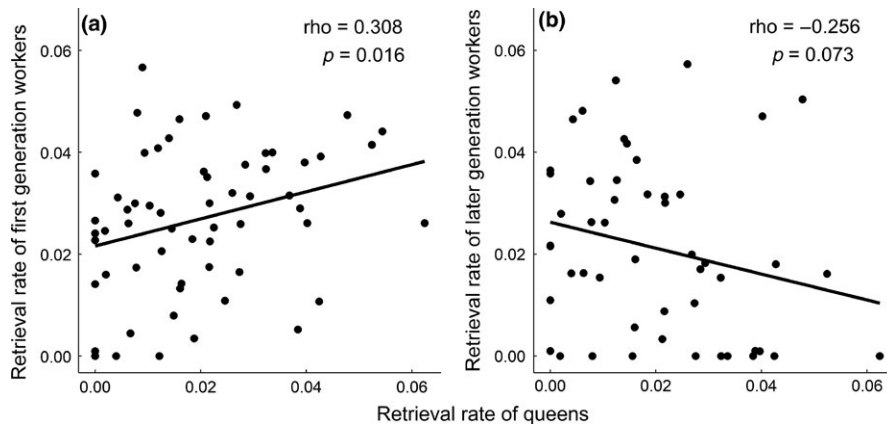 (a)
rho = 0.308
p = 0.016
Retrieval rate of first generation workers
0.06
0.04
0.02
0.00
0.00 0.02 0.04 0.06
(b)
rho = −0.256
p = 0.073
Retrieval rate of later generation workers
0.06
0.04
0.02
0.00
0.00 0.02 0.04 0.06
Retrieval rate of queens